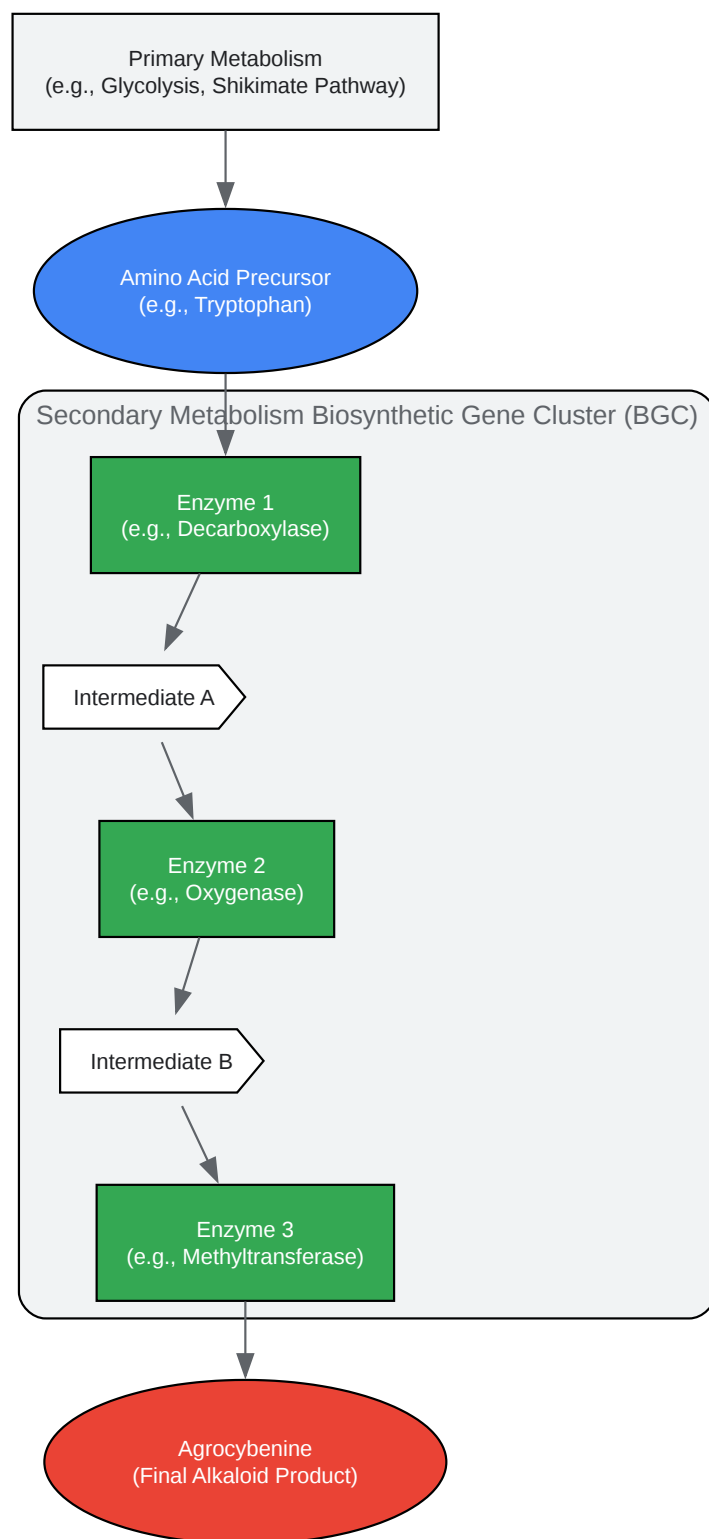 Primary Metabolism
(e.g., Glycolysis, Shikimate Pathway)
Amino Acid Precursor
(e.g., Tryptophan)
Secondary Metabolism Biosynthetic Gene Cluster (BGC)
Enzyme 1
(e.g., Decarboxylase)
Intermediate A
Enzyme 2
(e.g., Oxygenase)
Intermediate B
Enzyme 3
(e.g., Methyltransferase)
Agrocybenine
(Final Alkaloid Product)